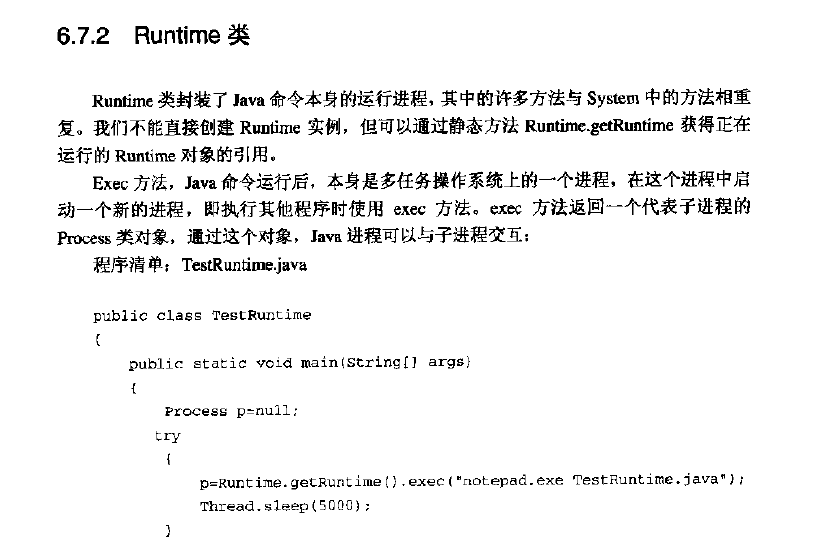 6.7.2 Runtime 类
Runtime 类封装了 Java 命令本身的运行进程，其中的许多方法与 System 中的方法相重
复。我们不能直接创建 Runtime 实例，但可以通过静态方法 Runtime.getRuntime 获得正在
运行的 Runtime 对象的引用。
Exec 方法，Java 命令运行后，本身是多任务操作系统上的一个进程，在这个进程中启
动一个新的进程，即执行其他程序时使用 exec 方法。exec 方法返回一个代表子进程的
Process 类对象，通过这个对象，Java 进程可以与子进程交互：
程序清单：TestRuntime.java
public class TestRuntime
{
public static void main(String[] args)
{
Process p=null;
try
{
p=Runtime.getRuntime().exec("notepad.exe TestRuntime.java");
Thread.sleep(5000);
}